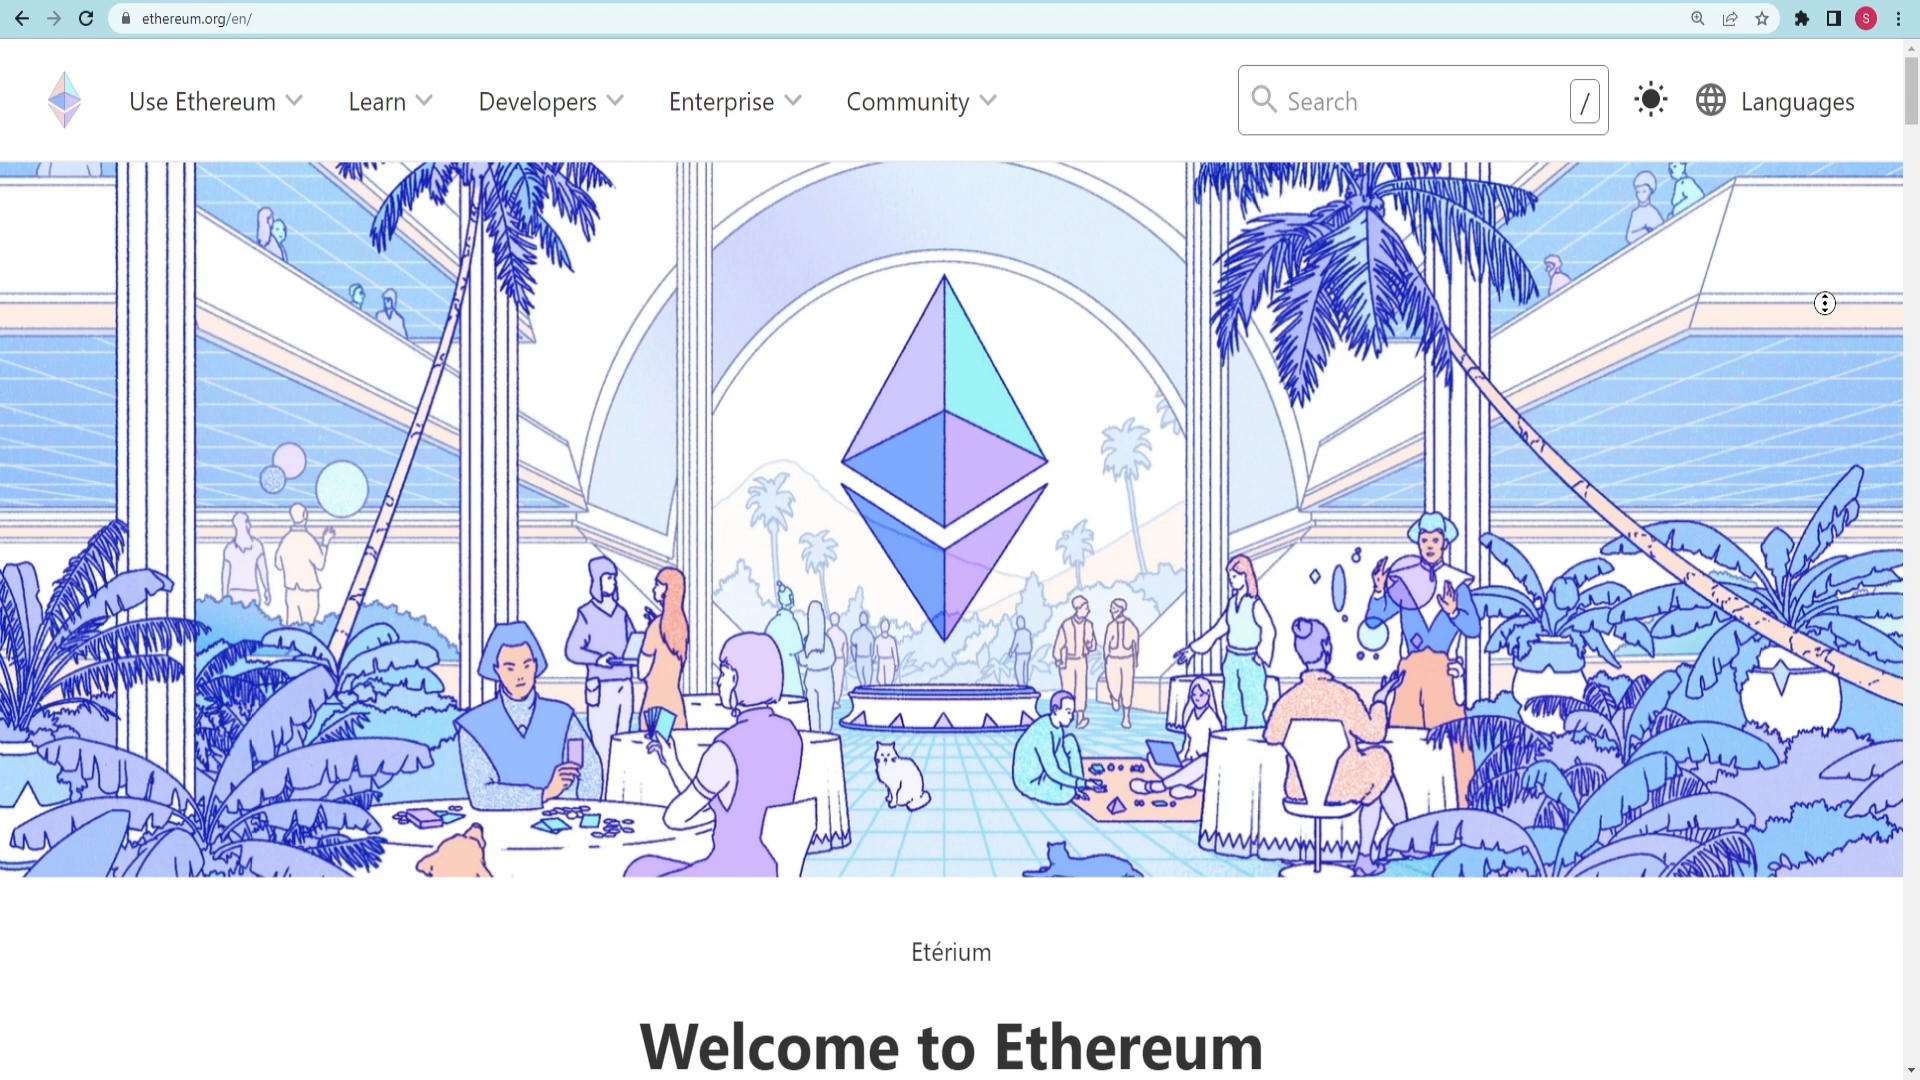 ethereum.org/en/
S
Use Ethereum
Learn
Developers
Enterprise
Community
Search
/
Languages
Etérium
Welcome to Ethereum